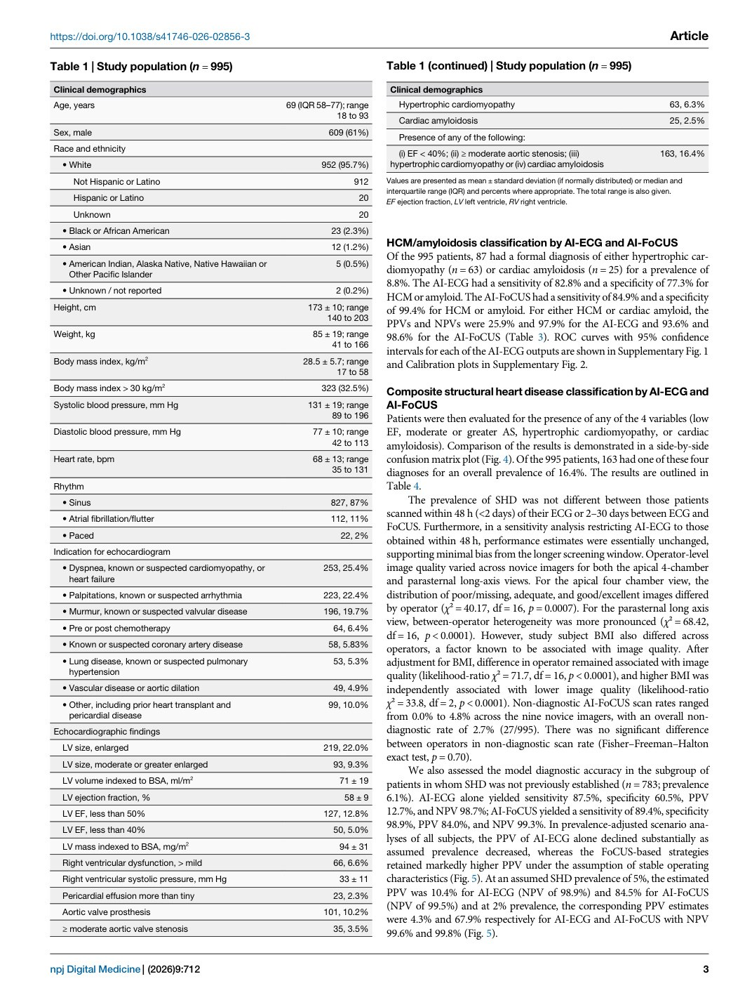 https://doi.org/10.1038/s41746-026-02856-3
Article
Table 1 | Study population (n = 995)
Clinical demographics
Age, years 69 (IQR 58–77); range
18 to 93
Sex, male 609 (61%)
Race and ethnicity
• White 952 (95.7%)
Not Hispanic or Latino 912
Hispanic or Latino 20
Unknown 20
• Black or African American 23 (2.3%)
• Asian 12 (1.2%)
• American Indian, Alaska Native, Native Hawaiian or 5 (0.5%)
Other Pacific Islander
• Unknown / not reported 2 (0.2%)
Height, cm 173 ± 10; range
140 to 203
Weight, kg 85 ± 19; range
41 to 166
Body mass index, kg/m² 28.5 ± 5.7; range
17 to 58
Body mass index > 30 kg/m² 323 (32.5%)
Systolic blood pressure, mm Hg 131 ± 19; range
89 to 196
Diastolic blood pressure, mm Hg 77 ± 10; range
42 to 113
Heart rate, bpm 68 ± 13; range
35 to 131
Rhythm
• Sinus 827, 87%
• Atrial fibrillation/flutter 112, 11%
• Paced 22, 2%
Indication for echocardiogram
• Dyspnea, known or suspected cardiomyopathy, or 253, 25.4%
heart failure
• Palpitations, known or suspected arrhythmia 223, 22.4%
• Murmur, known or suspected valvular disease 196, 19.7%
• Pre or post chemotherapy 64, 6.4%
• Known or suspected coronary artery disease 58, 5.83%
• Lung disease, known or suspected pulmonary 53, 5.3%
hypertension
• Vascular disease or aortic dilation 49, 4.9%
• Other, including prior heart transplant and 99, 10.0%
pericardial disease
Echocardiographic findings
LV size, enlarged 219, 22.0%
LV size, moderate or greater enlarged 93, 9.3%
LV volume indexed to BSA, ml/m² 71 ± 19
LV ejection fraction, % 58 ± 9
LV EF, less than 50% 127, 12.8%
LV EF, less than 40% 50, 5.0%
LV mass indexed to BSA, mg/m² 94 ± 31
Right ventricular dysfunction, > mild 66, 6.6%
Right ventricular systolic pressure, mm Hg 33 ± 11
Pericardial effusion more than tiny 23, 2.3%
Aortic valve prosthesis 101, 10.2%
≥ moderate aortic valve stenosis 35, 3.5%
Table 1 (continued) | Study population (n = 995)
Clinical demographics
Hypertrophic cardiomyopathy 63, 6.3%
Cardiac amyloidosis 25, 2.5%
Presence of any of the following:
(i) EF < 40%; (ii) ≥ moderate aortic stenosis; (iii) 163, 16.4%
hypertrophic cardiomyopathy or (iv) cardiac amyloidosis
Values are presented as mean ± standard deviation (if normally distributed) or median and
interquartile range (IQR) and percents where appropriate. The total range is also given.
EF ejection fraction, LV left ventricle, RV right ventricle.
HCM/amyloidosis classification by AI-ECG and AI-FoCUS
Of the 995 patients, 87 had a formal diagnosis of either hypertrophic car-
diomyopathy (n = 63) or cardiac amyloidosis (n = 25) for a prevalence of
8.8%. The AI-ECG had a sensitivity of 82.8% and a specificity of 77.3% for
HCM or amyloid. The AI-FoCUS had a sensitivity of 84.9% and a specificity
of 99.4% for HCM or amyloid. For either HCM or cardiac amyloid, the
PPVs and NPVs were 25.9% and 97.9% for the AI-ECG and 93.6% and
98.6% for the AI-FoCUS (Table 3). ROC curves with 95% confidence
intervals for each of the AI-ECG outputs are shown in Supplementary Fig. 1
and Calibration plots in Supplementary Fig. 2.
Composite structural heart disease classification by AI-ECG and
AI-FoCUS
Patients were then evaluated for the presence of any of the 4 variables (low
EF, moderate or greater AS, hypertrophic cardiomyopathy, or cardiac
amyloidosis). Comparison of the results is demonstrated in a side-by-side
confusion matrix plot (Fig. 4). Of the 995 patients, 163 had one of these four
diagnoses for an overall prevalence of 16.4%. The results are outlined in
Table 4.
The prevalence of SHD was not different between those patients
scanned within 48 h (<2 days) of their ECG or 2–30 days between ECG and
FoCUS. Furthermore, in a sensitivity analysis restricting AI-ECG to those
obtained within 48 h, performance estimates were essentially unchanged,
supporting minimal bias from the longer screening window. Operator-level
image quality varied across novice imagers for both the apical 4-chamber
and parasternal long-axis views. For the apical four chamber view, the
distribution of poor/missing, adequate, and good/excellent images differed
by operator (χ² = 40.17, df = 16, p = 0.0007). For the parasternal long axis
view, between-operator heterogeneity was more pronounced (χ² = 68.42,
df = 16, p < 0.0001). However, study subject BMI also differed across
operators, a factor known to be associated with image quality. After
adjustment for BMI, difference in operator remained associated with image
quality (likelihood-ratio χ² = 71.7, df = 16, p < 0.0001), and higher BMI was
independently associated with lower image quality (likelihood-ratio
χ² = 33.8, df = 2, p < 0.0001). Non-diagnostic AI-FoCUS scan rates ranged
from 0.0% to 4.8% across the nine novice imagers, with an overall non-
diagnostic rate of 2.7% (27/995). There was no significant difference
between operators in non-diagnostic scan rate (Fisher–Freeman–Halton
exact test, p = 0.70).
We also assessed the model diagnostic accuracy in the subgroup of
patients in whom SHD was not previously established (n = 783; prevalence
6.1%). AI-ECG alone yielded sensitivity 87.5%, specificity 60.5%, PPV
12.7%, and NPV 98.7%; AI-FoCUS yielded a sensitivity of 89.4%, specificity
98.9%, PPV 84.0%, and NPV 99.3%. In prevalence-adjusted scenario ana-
lyses of all subjects, the PPV of AI-ECG alone declined substantially as
assumed prevalence decreased, whereas the FoCUS-based strategies
retained markedly higher PPV under the assumption of stable operating
characteristics (Fig. 5). At an assumed SHD prevalence of 5%, the estimated
PPV was 10.4% for AI-ECG (NPV of 98.9%) and 84.5% for AI-FoCUS
(NPV of 99.5%) and at 2% prevalence, the corresponding PPV estimates
were 4.3% and 67.9% respectively for AI-ECG and AI-FoCUS with NPV
99.6% and 99.8% (Fig. 5).
npj Digital Medicine | (2026)9:712
3